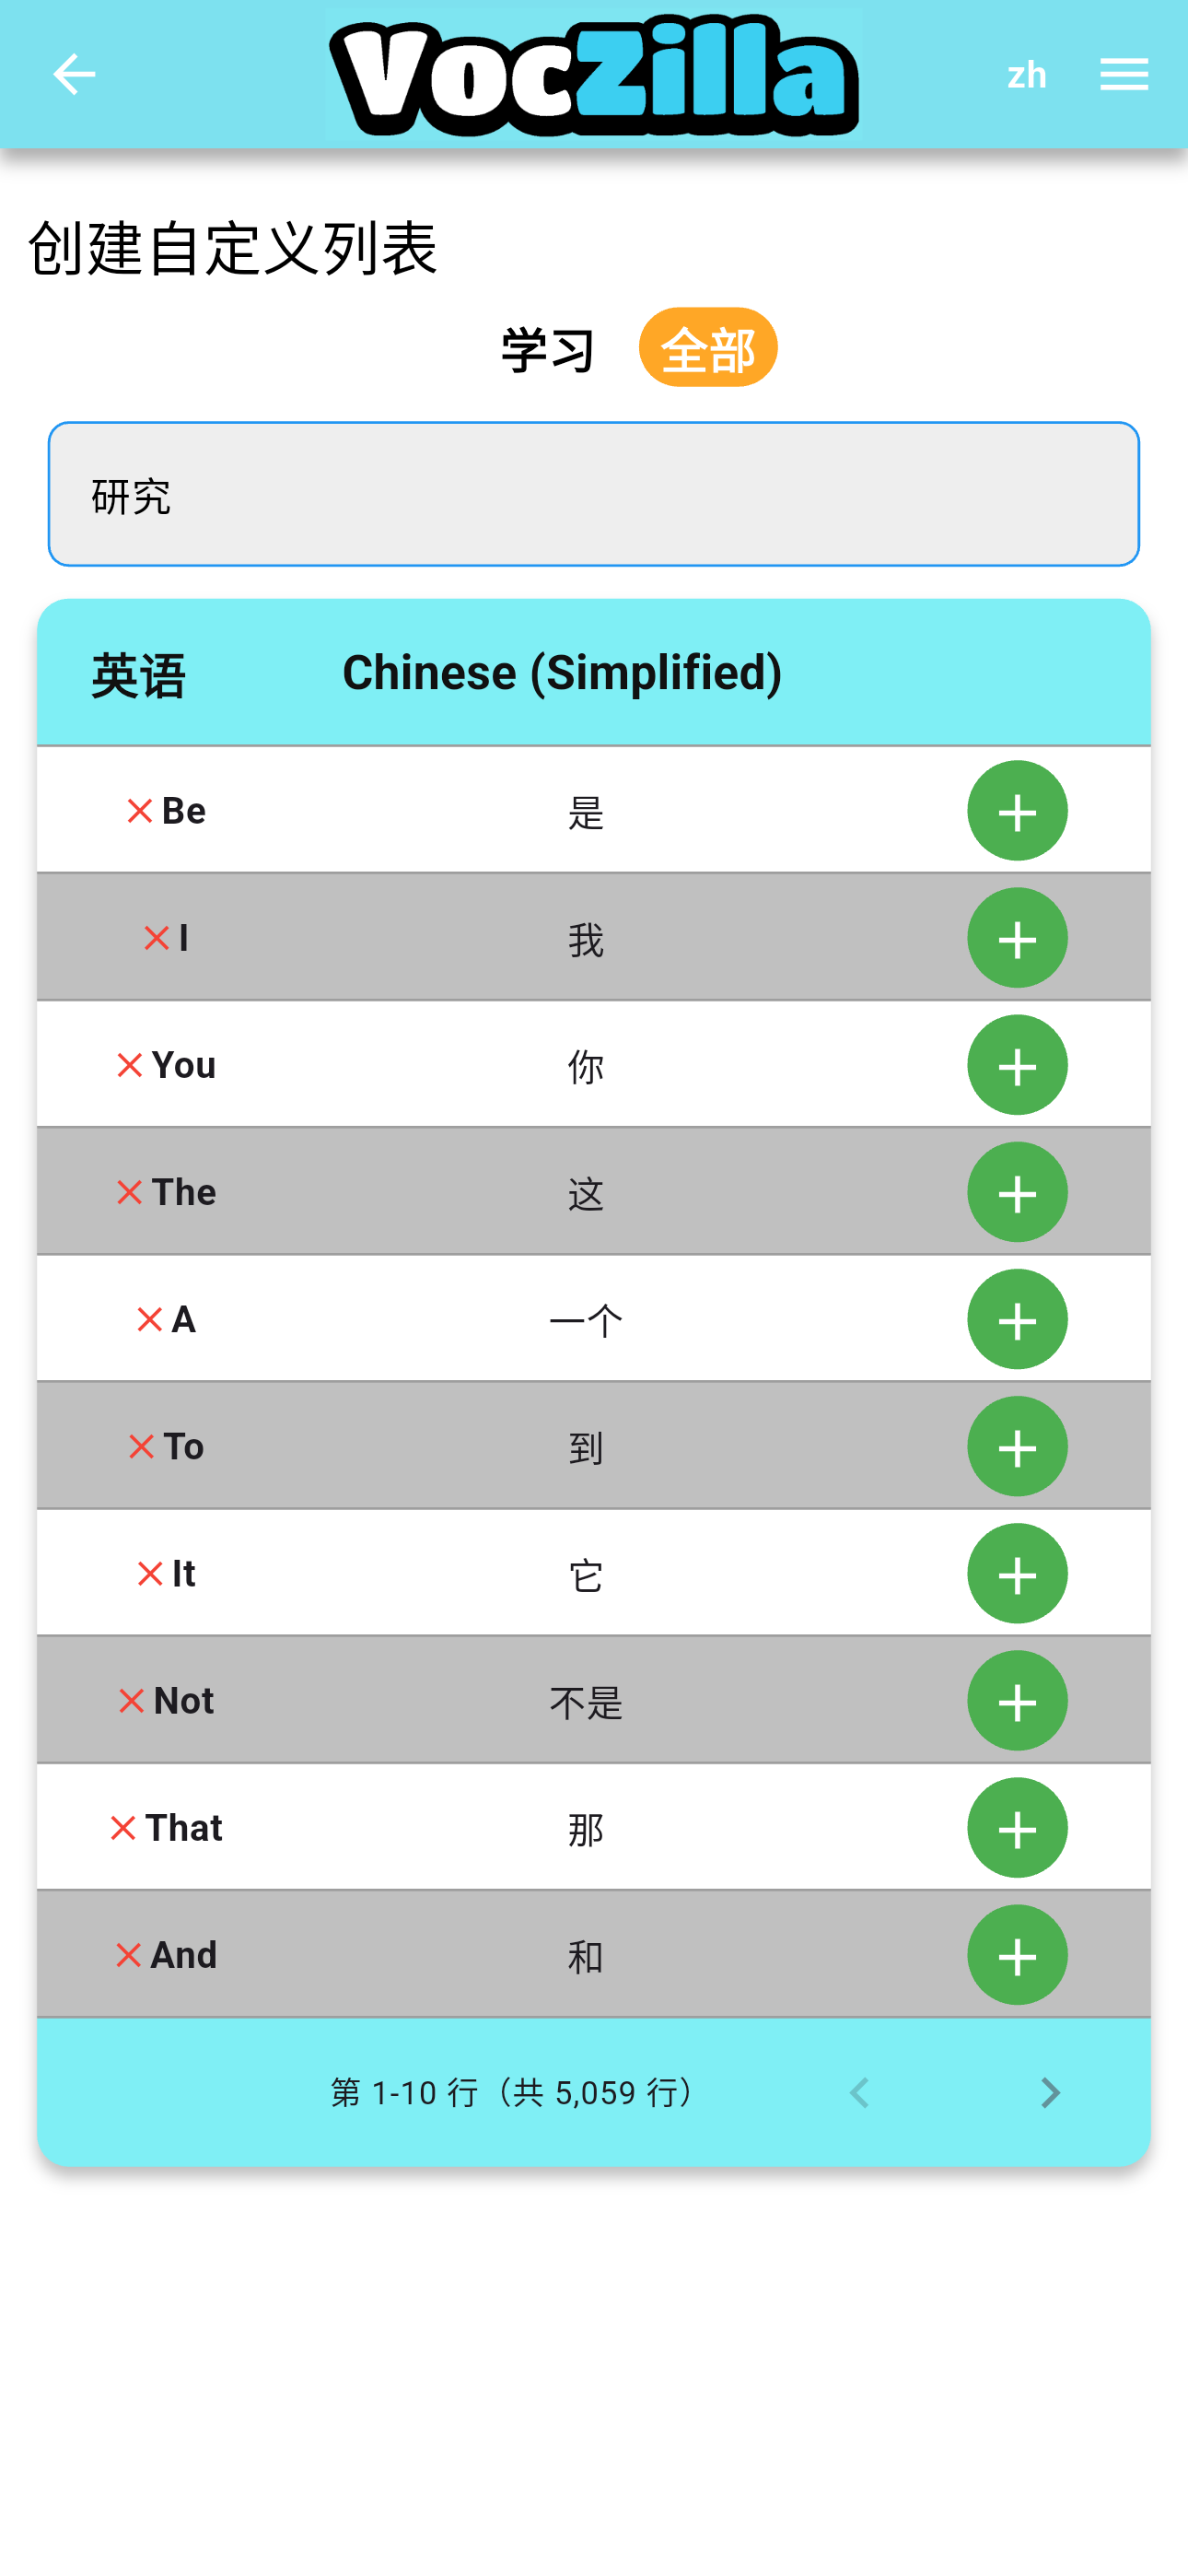 VocZilla
zh
创建自定义列表
学习 全部
研究
英语 Chinese (Simplified)
Be 是
I 我
You 你
The 这
A 一个
To 到
It 它
Not 不是
That 那
And 和
第 1-10 行（共 5,059 行）